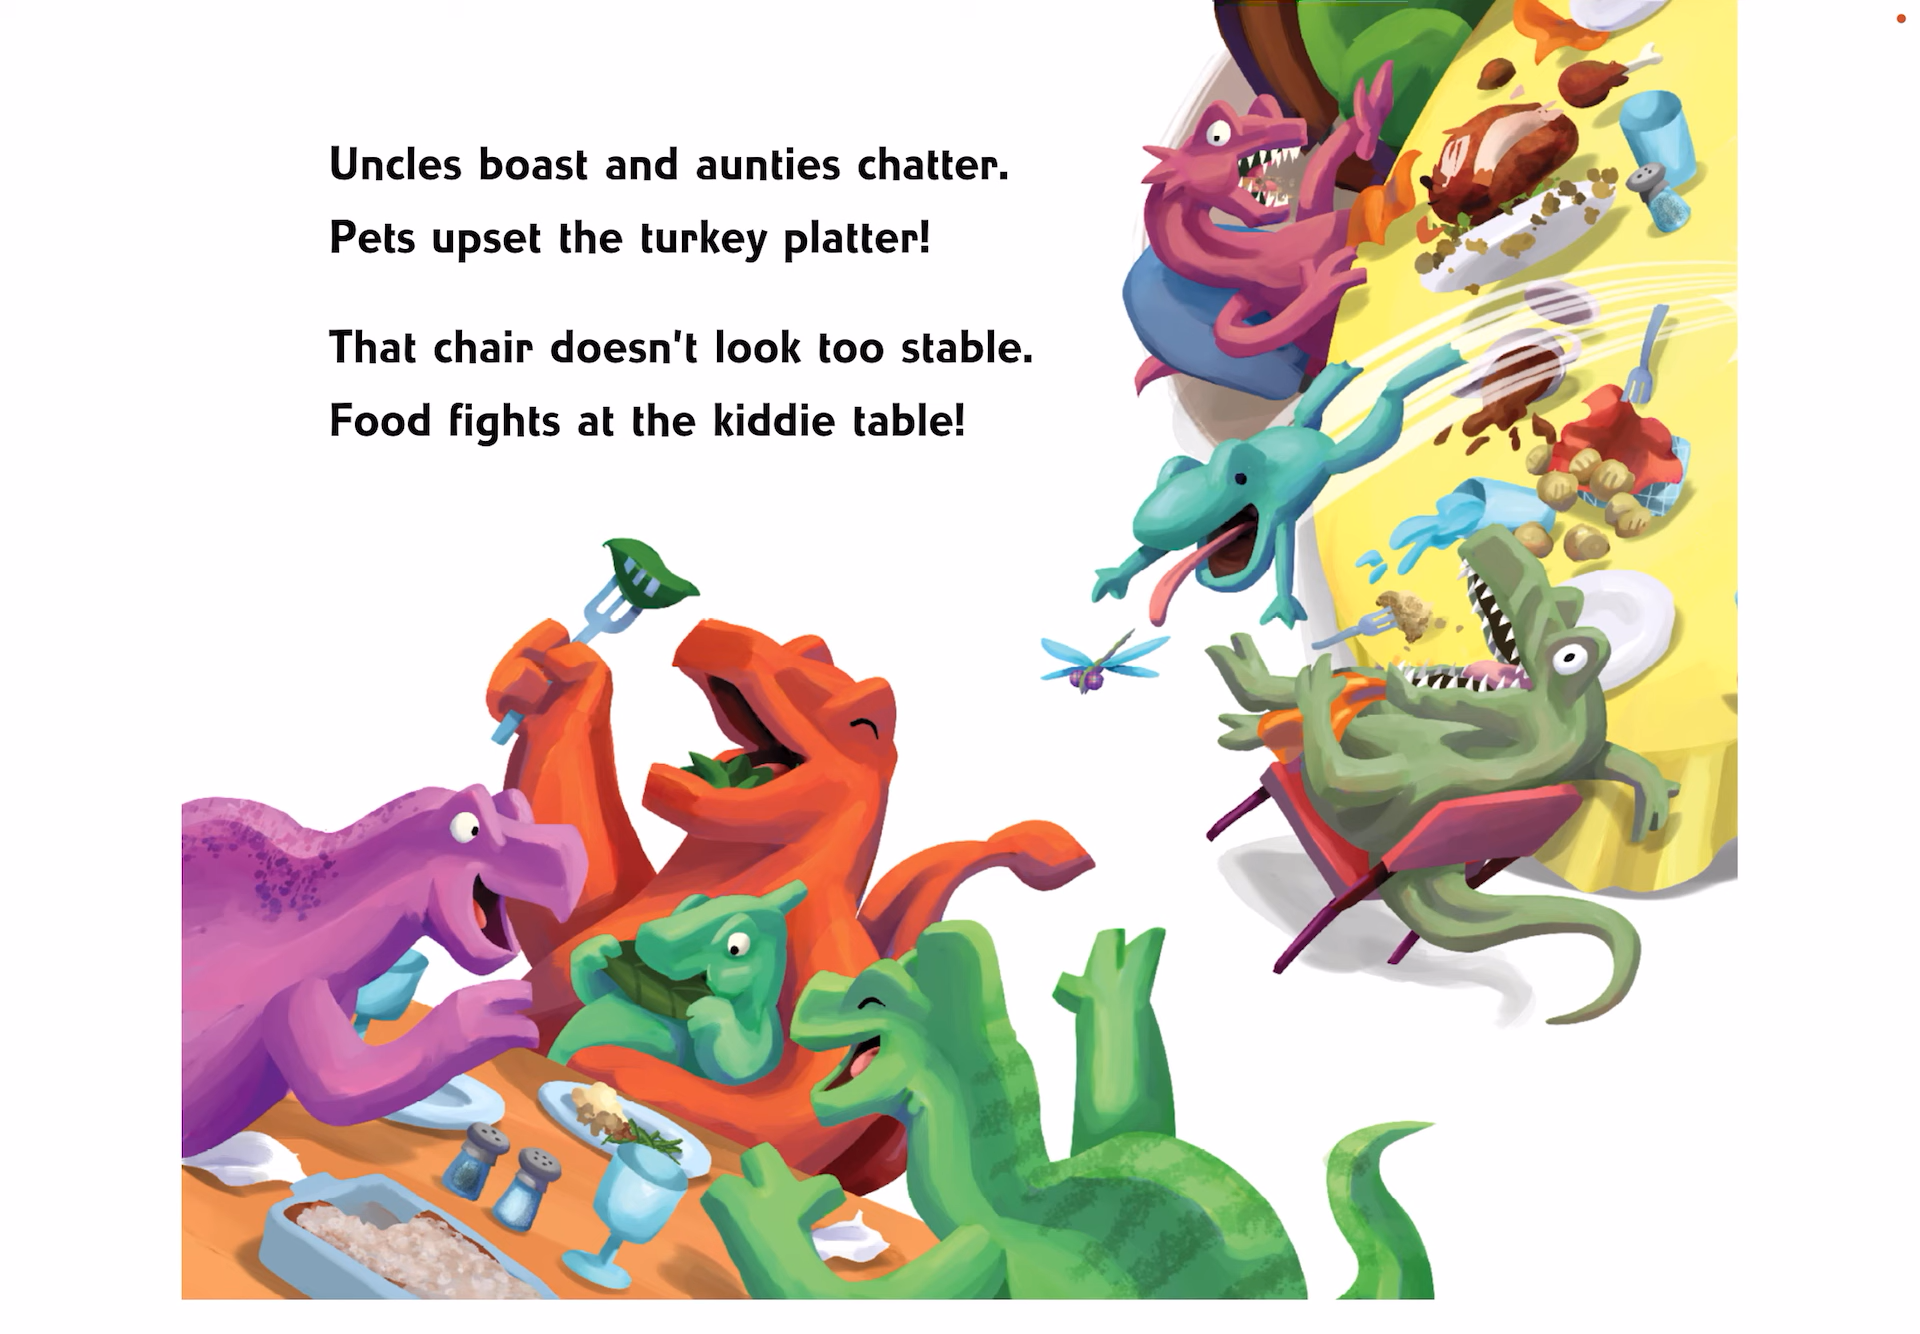 Uncles boast and aunties chatter.
Pets upset the turkey platter!
That chair doesn't look too stable.
Food fights at the kiddie table!